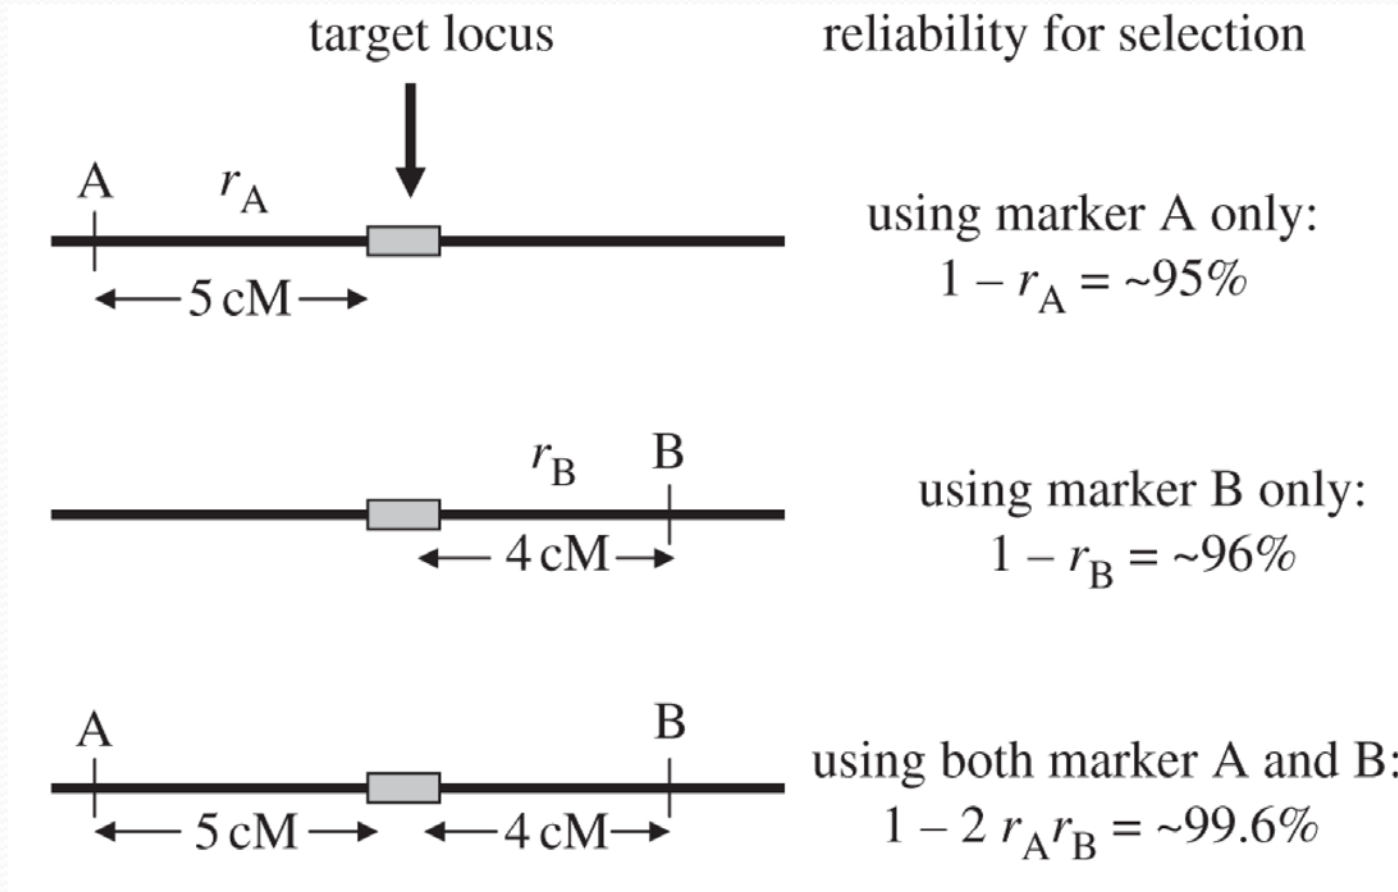 target locus
reliability for selection
A
rA
5 cM
using marker A only:
1 – rA = ~95%
rB
B
4 cM
using marker B only:
1 – rB = ~96%
A
B
5 cM
4 cM
using both marker A and B:
1 – 2 rArB = ~99.6%